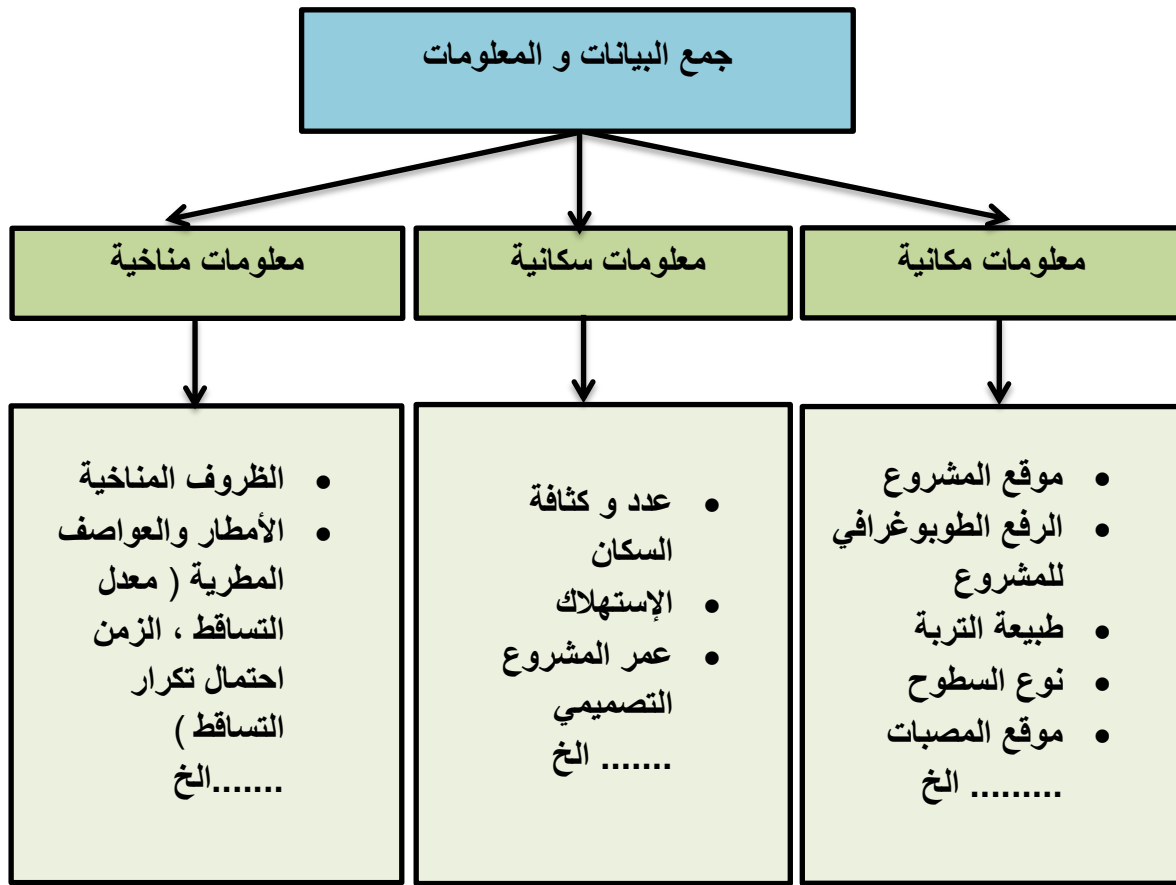 جمع البيانات و المعلومات
معلومات مكانية
معلومات سكانية
معلومات مناخية
• موقع المشروع
• الرفع الطوبوغرافي
للمشروع
• طبيعة التربة
• نوع السطوح
• موقع المصبات
......... الخ
• عدد و كثافة
السكان
• الإستهلاك
• عمر المشروع
التصميمي
....... الخ
• الظروف المناخية
• الأمطار والعواصف
المطرية ( معدل
التساقط ، الزمن
احتمال تكرار
التساقط )
.......الخ